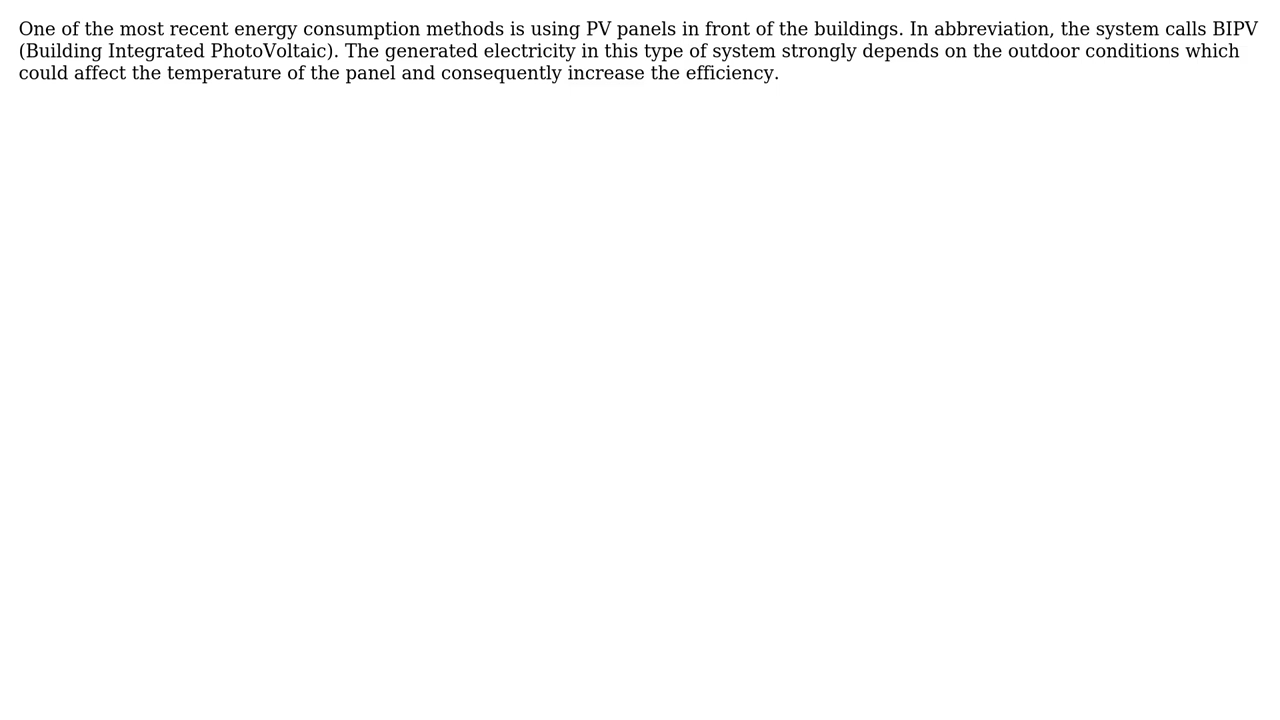 One of the most recent energy consumption methods is using PV panels in front of the buildings. In abbreviation, the system calls BIPV
(Building Integrated PhotoVoltaic). The generated electricity in this type of system strongly depends on the outdoor conditions which
could affect the temperature of the panel and consequently increase the efficiency.